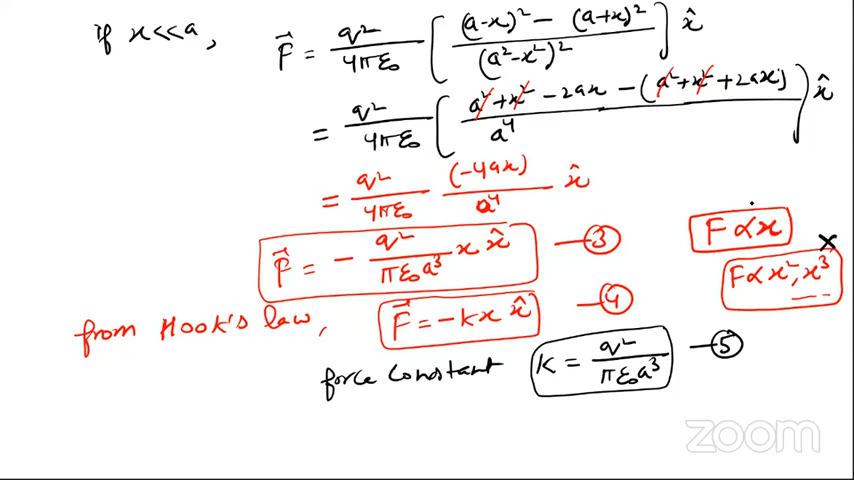 if x<<a, F⃗ = q²/4πε₀ [ ((a-x)² - (a+x)²)/(a²-x²)² ] x̂
= q²/4πε₀ [ (a²+x²-2ax - (a²+x²+2ax))/a⁴ ] x̂
= q²/4πε₀ (-4ax)/a⁴ x̂
F⃗ = - q²/πε₀a³ x x̂ —③
F∝x
F∝x², x³ ×
from Hook's law, F⃗ = -kx x̂ —④
force constant K = q²/πε₀a³ —⑤
zoom